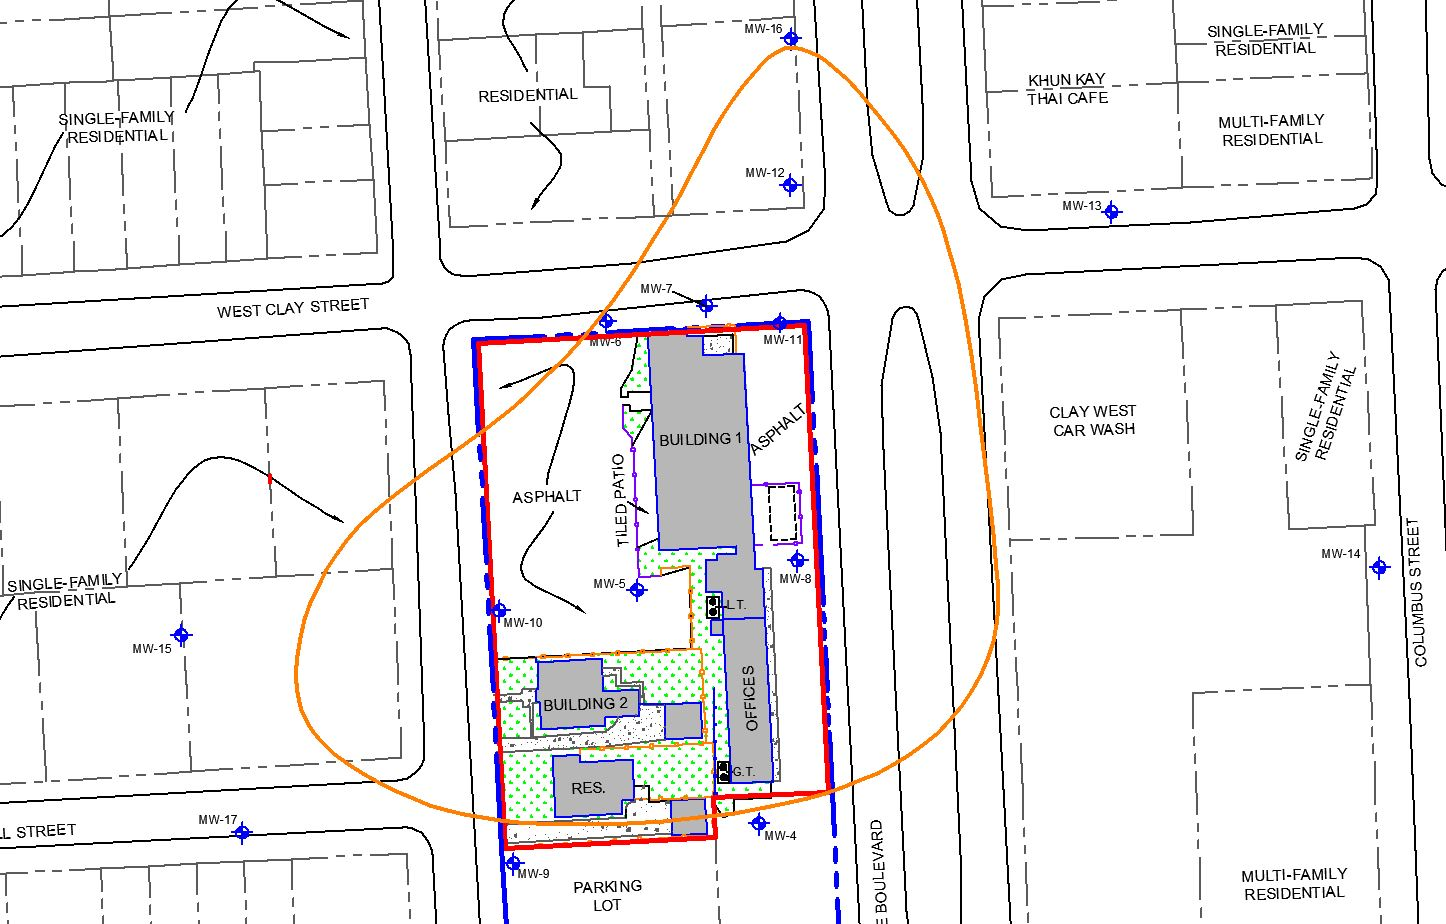 MW-16
SINGLE-FAMILY
RESIDENTIAL
KHUN KAY
THAI CAFE
RESIDENTIAL
SINGLE-FAMILY
RESIDENTIAL
MULTI-FAMILY
RESIDENTIAL
MW-12
MW-13
MW-7
WEST CLAY STREET
MW-6
MW-11
CLAY WEST
CAR WASH
SINGLE-FAMILY
RESIDENTIAL
BUILDING 1
ASPHALT
ASPHALT
TILED PATIO
MW-14
COLUMBUS STREET
MW-5
MW-8
SINGLE-FAMILY
RESIDENTIAL
L.T.
MW-10
MW-15
OFFICES
BUILDING 2
G.T.
RES.
MW-17
LL STREET
MW-4
E BOULEVARD
MW-9
PARKING
LOT
MULTI-FAMILY
RESIDENTIAL